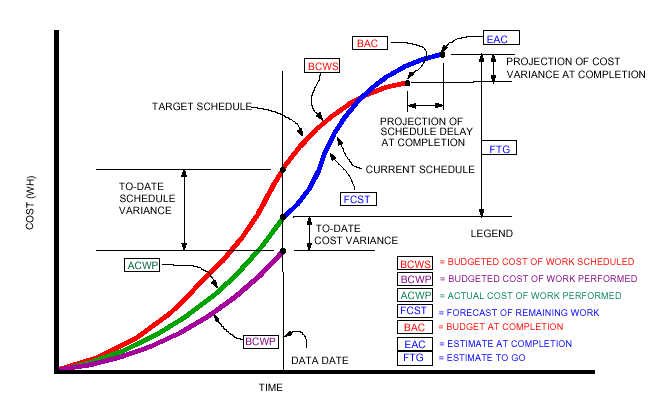 EAC
BAC
BCWS
PROJECTION OF COST
VARIANCE AT COMPLETION
TARGET SCHEDULE
PROJECTION OF
SCHEDULE DELAY
AT COMPLETION
FTG
CURRENT SCHEDULE
TO-DATE
SCHEDULE
VARIANCE
FCST
COST (WH)
TO-DATE
COST VARIANCE
LEGEND
ACWP
BCWP
DATA DATE
TIME
BCWS = BUDGETED COST OF WORK SCHEDULED
BCWP = BUDGETED COST OF WORK PERFORMED
ACWP = ACTUAL COST OF WORK PERFORMED
FCST = FORECAST OF REMAINING WORK
BAC = BUDGET AT COMPLETION
EAC = ESTIMATE AT COMPLETION
FTG = ESTIMATE TO GO